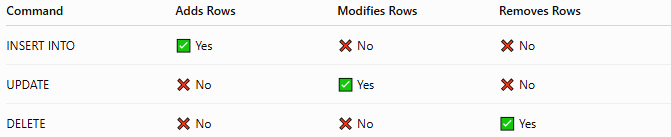 Command Adds Rows Modifies Rows Removes Rows
INSERT INTO ✅ Yes ❌ No ❌ No
UPDATE ❌ No ✅ Yes ❌ No
DELETE ❌ No ❌ No ✅ Yes